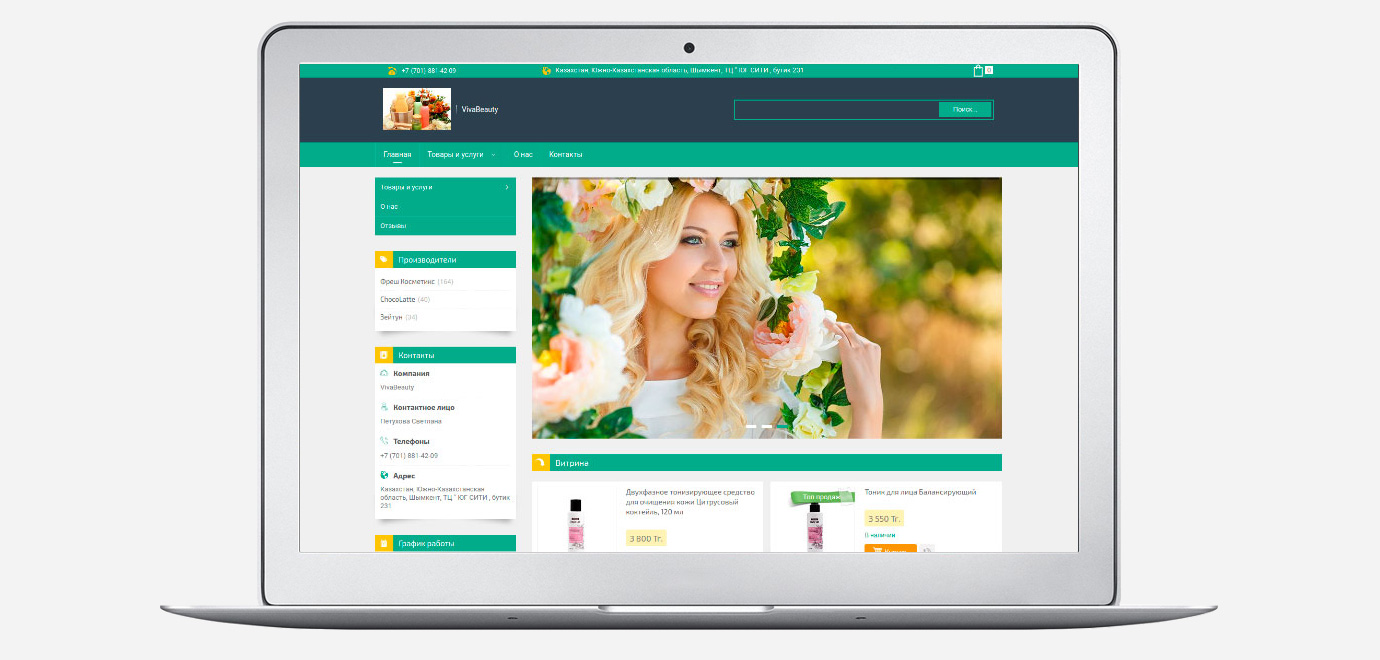 +7 (701) 881-42-09
Казахстан, Южно-Казахстанская область, Шымкент, ТЦ " ЮГ СИТИ , бутик 231
0
VivaBeauty
Поиск...
Главная
Товары и услуги
О нас
Контакты
Товары и услуги
О нас
Отзывы
Производители
Фреш Косметикс (164)
ChocoLatte (40)
Зейтун (34)
Контакты
Компания
VivaBeauty
Контактное лицо
Петухова Светлана
Телефоны
+7 (701) 881-42-09
Адрес
Казахстан, Южно-Казахстанская
область, Шымкент, ТЦ " ЮГ СИТИ , бутик
231
График работы
Витрина
Двухфазное тонизирующее средство
для очищения кожи Цитрусовый
коктейль, 120 мл
3 800 Тг.
Топ продаж
Тоник для лица Балансирующий
3 550 Тг.
В наличии